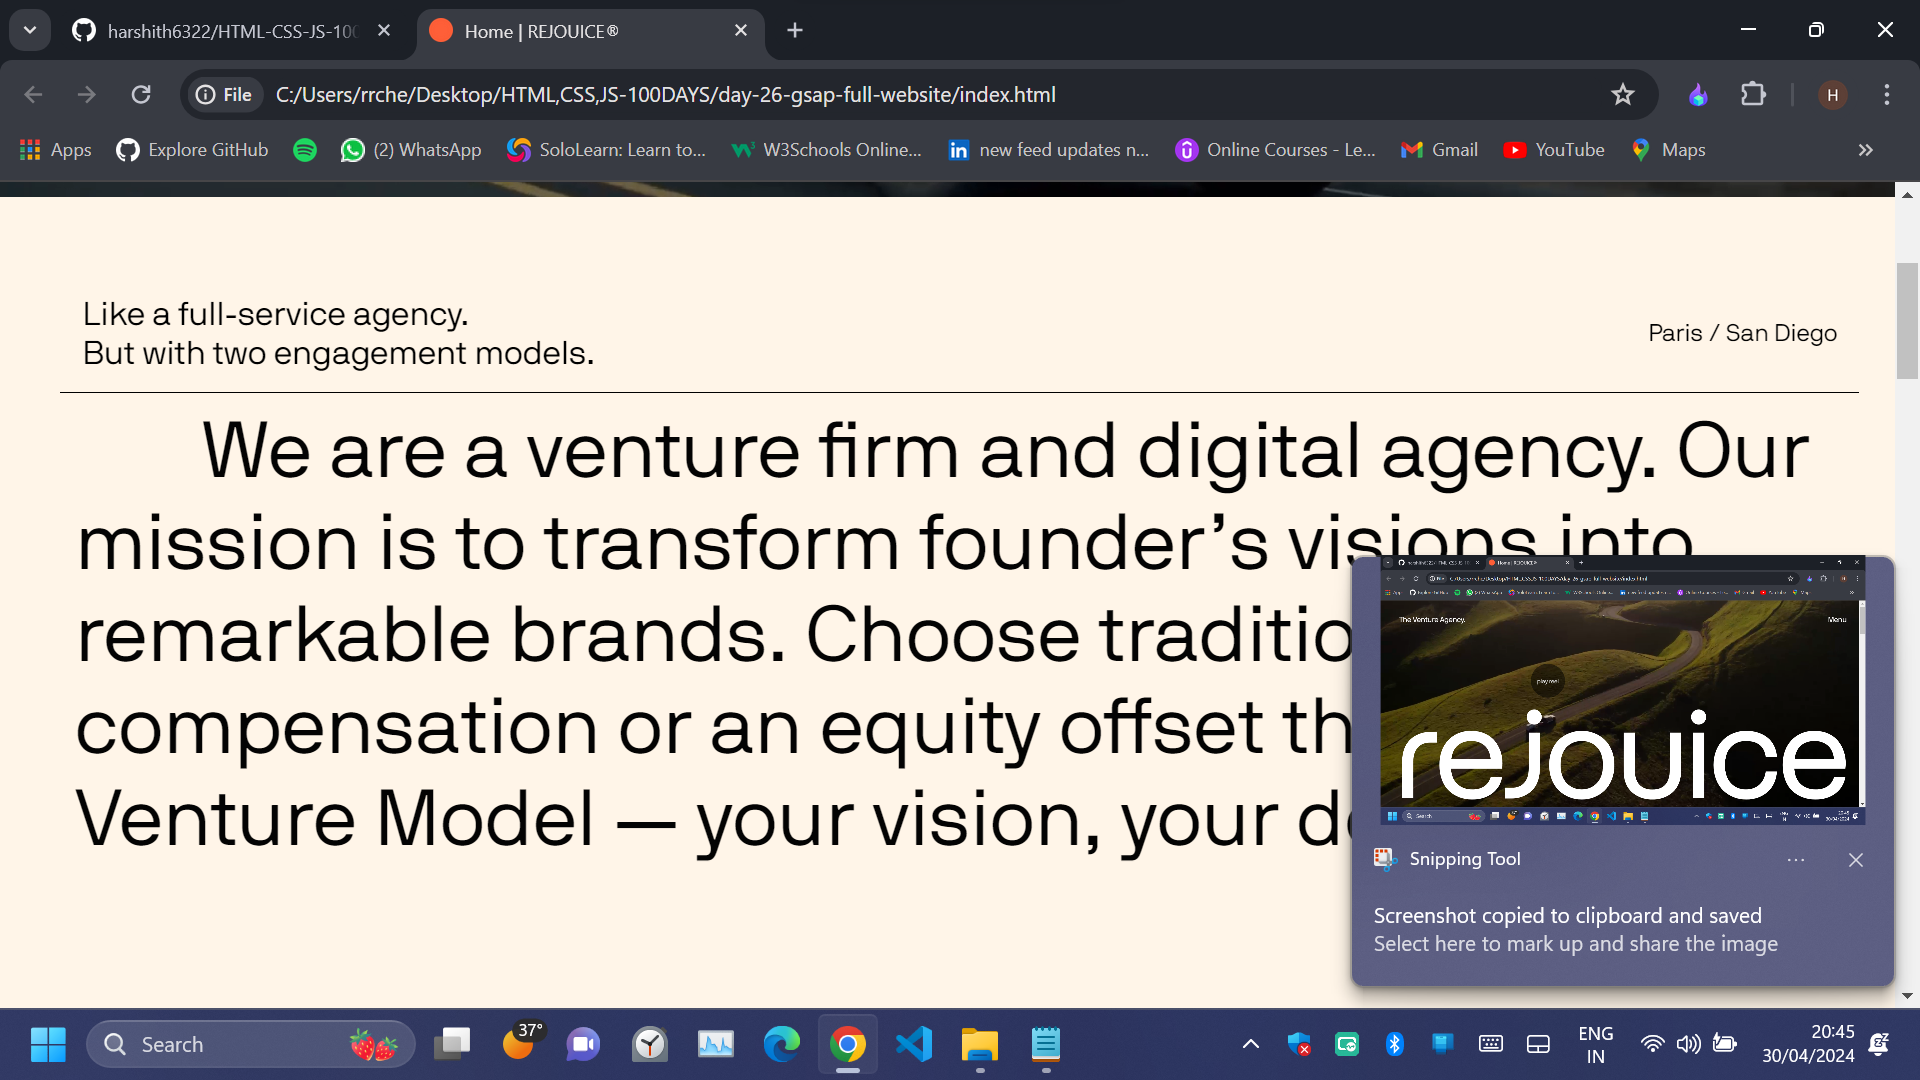 harshith6322/HTML-CSS-JS-100
Home | REJOUICE®
File
C:/Users/rrche/Desktop/HTML,CSS,JS-100DAYS/day-26-gsap-full-website/index.html
H
Apps
Explore GitHub
(2) WhatsApp
SoloLearn: Learn to...
W3Schools Online...
new feed updates n...
Online Courses - Le...
Gmail
YouTube
Maps
Like a full-service agency.
But with two engagement models.
Paris / San Diego
We are a venture firm and digital agency. Our
mission is to transform founder’s visions into
remarkable brands. Choose traditio
compensation or an equity offset th
Venture Model — your vision, your de
The Venture Agency.
Menu
play reel
rejouice
Snipping Tool
Screenshot copied to clipboard and saved
Select here to mark up and share the image
Search
37°
ENG
IN
20:45
30/04/2024